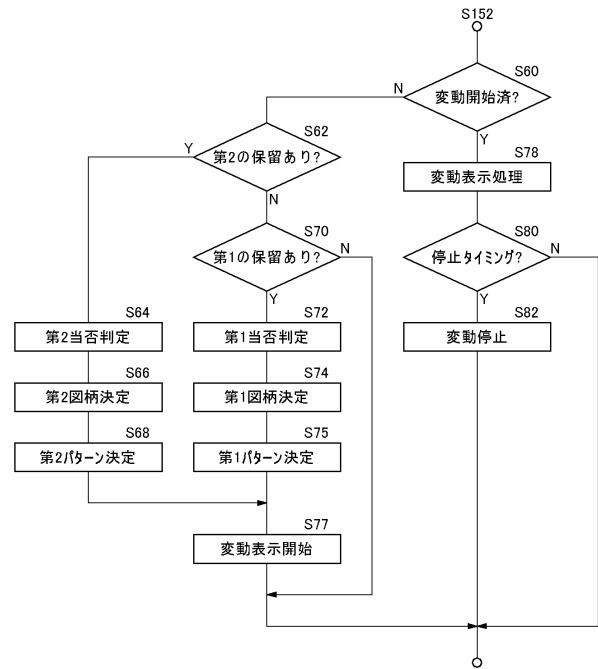 S152
S60
変動開始済?
N
Y
S62
第2の保留あり?
Y
N
S78
変動表示処理
S70
第1の保留あり?
N
Y
S80
停止タイミング?
N
Y
S64
第2当否判定
S72
第1当否判定
S82
変動停止
S66
第2図柄決定
S74
第1図柄決定
S68
第2パターン決定
S75
第1パターン決定
S77
変動表示開始